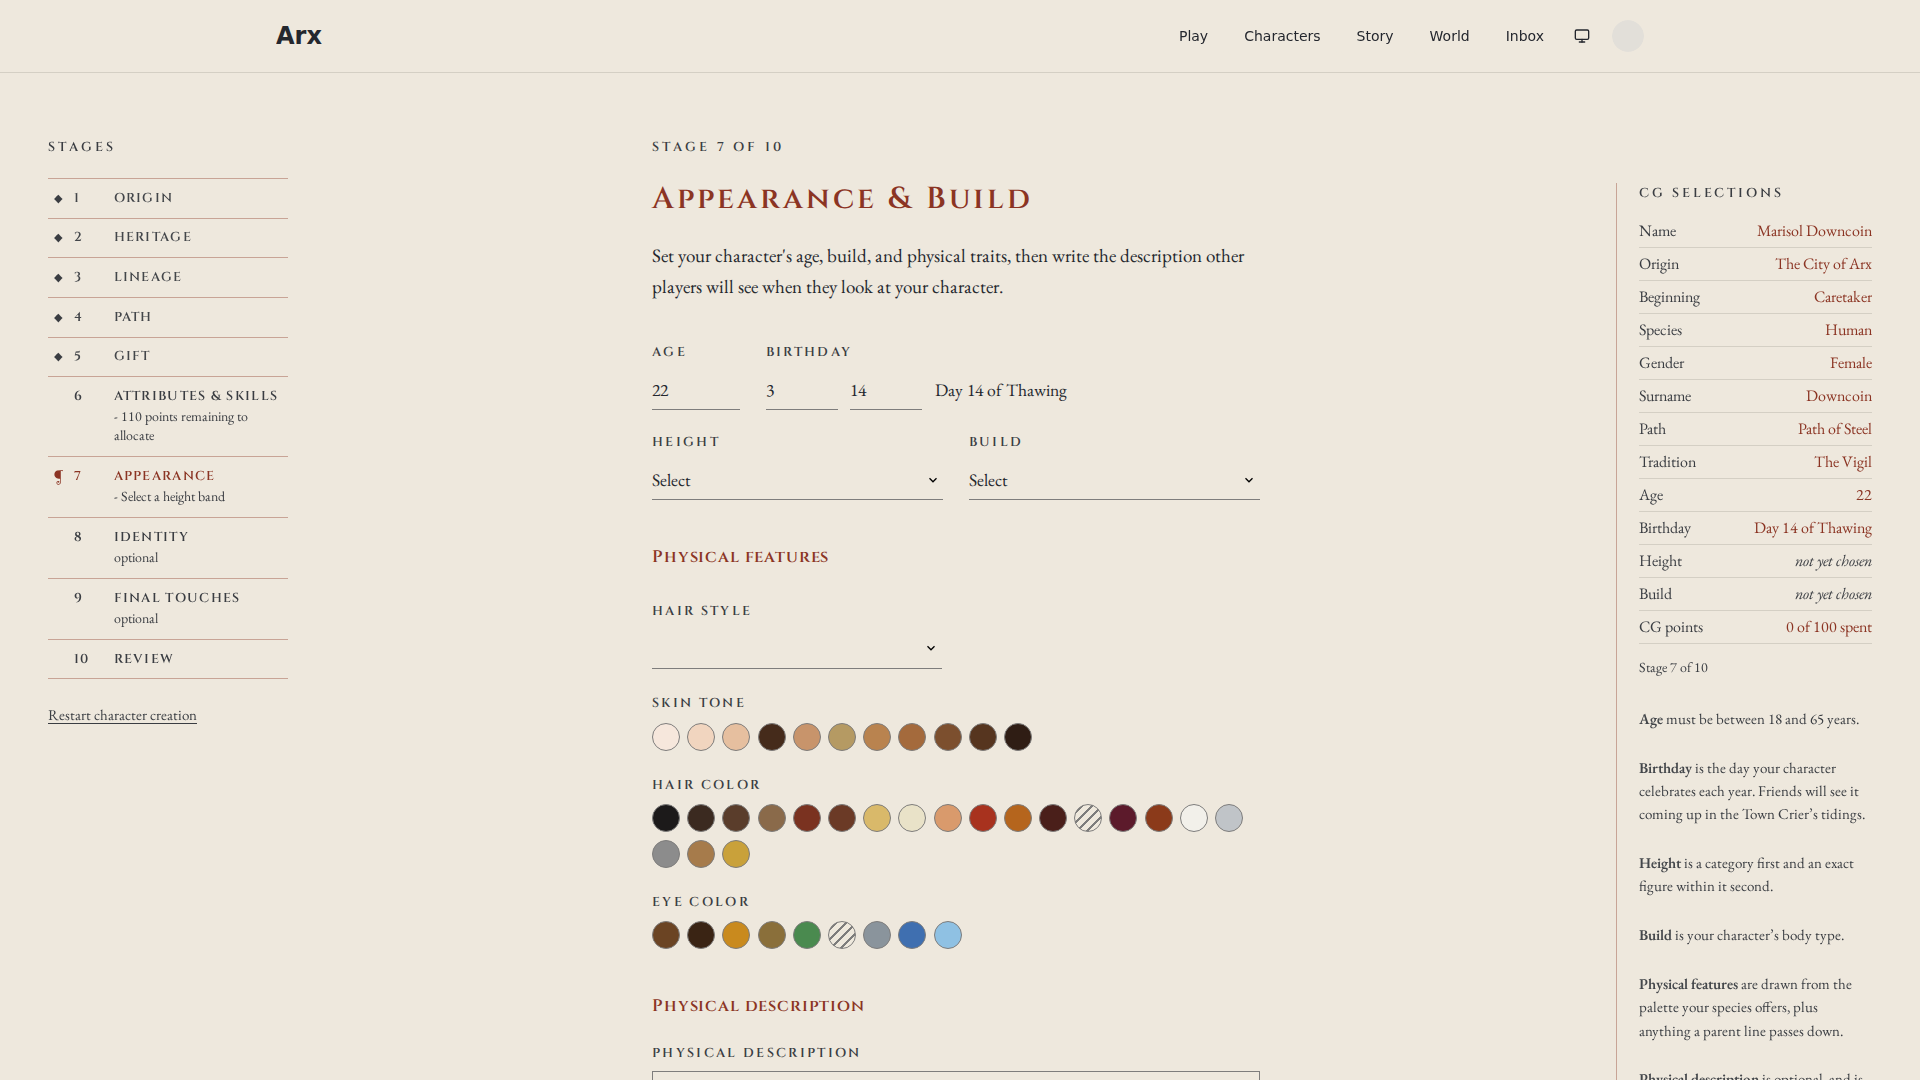 Arx
Play Characters Story World Inbox
STAGES
1 ORIGIN
2 HERITAGE
3 LINEAGE
4 PATH
5 GIFT
6 ATTRIBUTES & SKILLS
- 110 points remaining to
allocate
¶ 7 APPEARANCE
- Select a height band
8 IDENTITY
optional
9 FINAL TOUCHES
optional
10 REVIEW
Restart character creation
STAGE 7 OF 10
Appearance & Build
Set your character's age, build, and physical traits, then write the description other
players will see when they look at your character.
AGE BIRTHDAY
22 3 14 Day 14 of Thawing
HEIGHT BUILD
Select Select
Physical features
HAIR STYLE
SKIN TONE
HAIR COLOR
EYE COLOR
Physical description
PHYSICAL DESCRIPTION
CG SELECTIONS
Name Marisol Downcoin
Origin The City of Arx
Beginning Caretaker
Species Human
Gender Female
Surname Downcoin
Path Path of Steel
Tradition The Vigil
Age 22
Birthday Day 14 of Thawing
Height not yet chosen
Build not yet chosen
CG points 0 of 100 spent
Stage 7 of 10
Age must be between 18 and 65 years.
Birthday is the day your character
celebrates each year. Friends will see it
coming up in the Town Crier’s tidings.
Height is a category first and an exact
figure within it second.
Build is your character’s body type.
Physical features are drawn from the
palette your species offers, plus
anything a parent line passes down.
Physical description is optional, and is